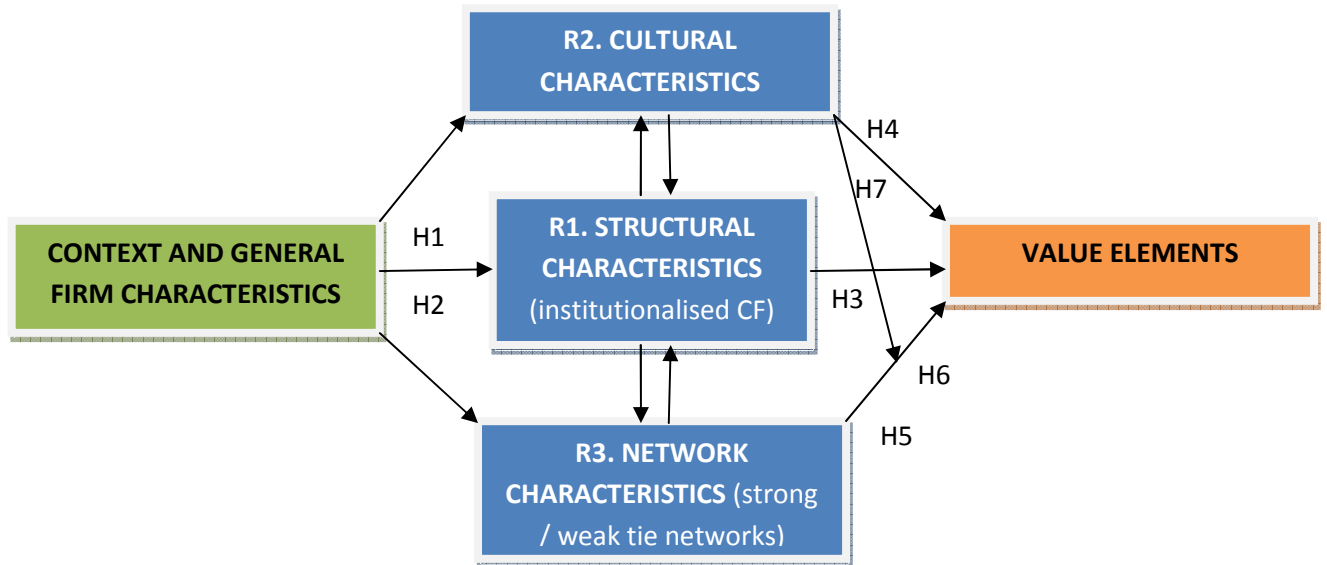 R2. CULTURAL
CHARACTERISTICS
H4
H7
CONTEXT AND GENERAL
FIRM CHARACTERISTICS
H1
H2
R1. STRUCTURAL
CHARACTERISTICS
(institutionalised CF)
H3
VALUE ELEMENTS
H6
H5
R3. NETWORK
CHARACTERISTICS (strong
/ weak tie networks)